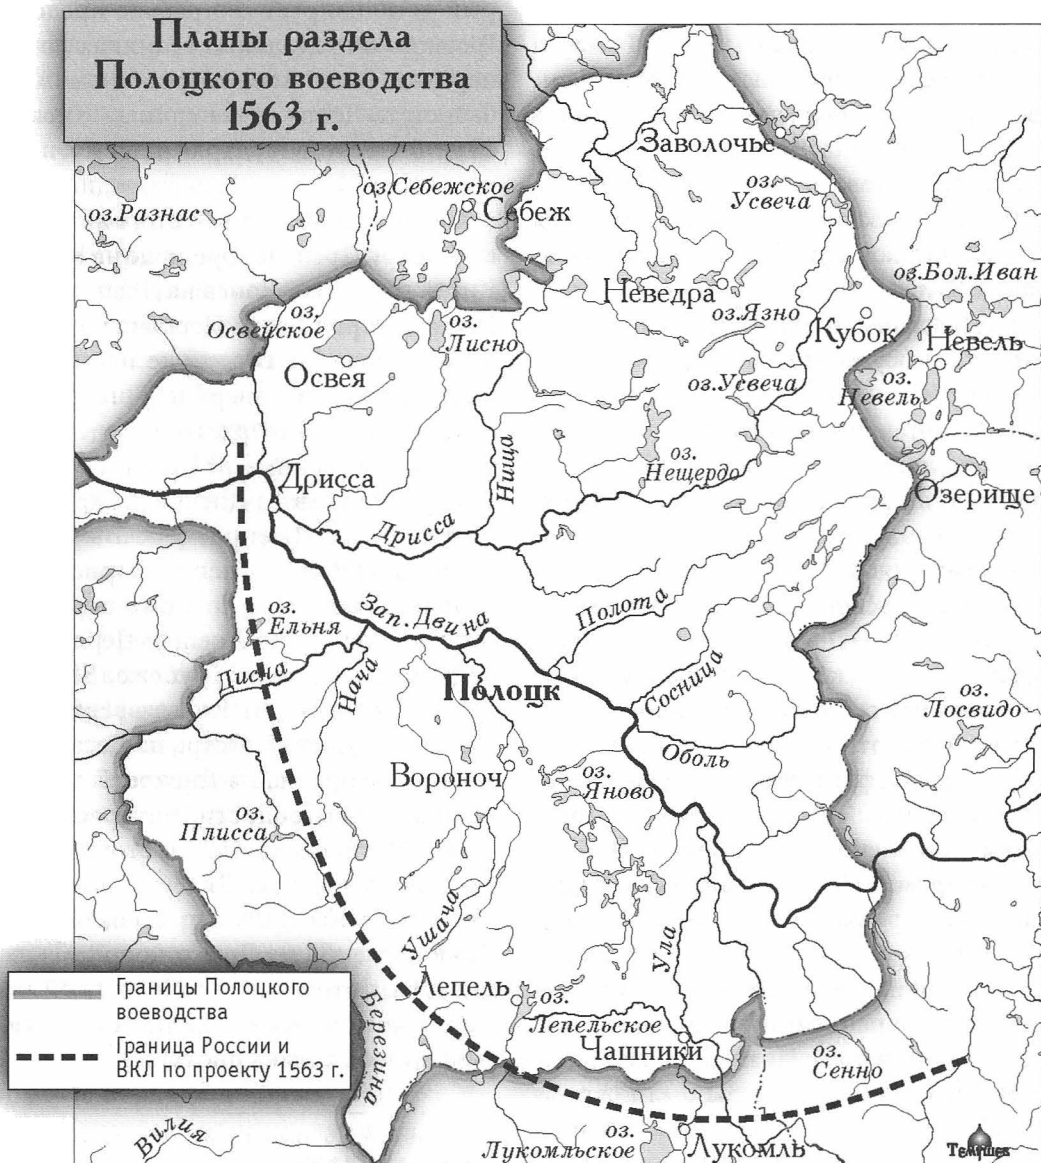 Планы раздела
Полоцкого воеводства
1563 г.
Заволочье
оз.Себежское
Себеж
оз.
Усвеча
оз.Разнас
оз.Бол.Иван
Неведра
оз.Язно
Кубок
Невель
оз.
Освейское
оз.
Лисно
Освея
оз.Усвеча
оз.
Невель
Нища
оз.
Нещердо
Дрисса
Озерище
Дрисса
Зап. Двина
Полота
оз.
Ельня
Дисна
Нача
Полоцк
Сосница
оз.
Лосвидо
Оболь
Вороноч
оз.
Яново
оз.
Плисса
Ушача
Ула
Лепель
оз.
Лепельское
Чашники
оз.
Сенно
Березина
Границы Полоцкого
воеводства
Граница России и
ВКЛ по проекту 1563 г.
Вилия
оз.
Лукомльское
Лукомль
Темушев